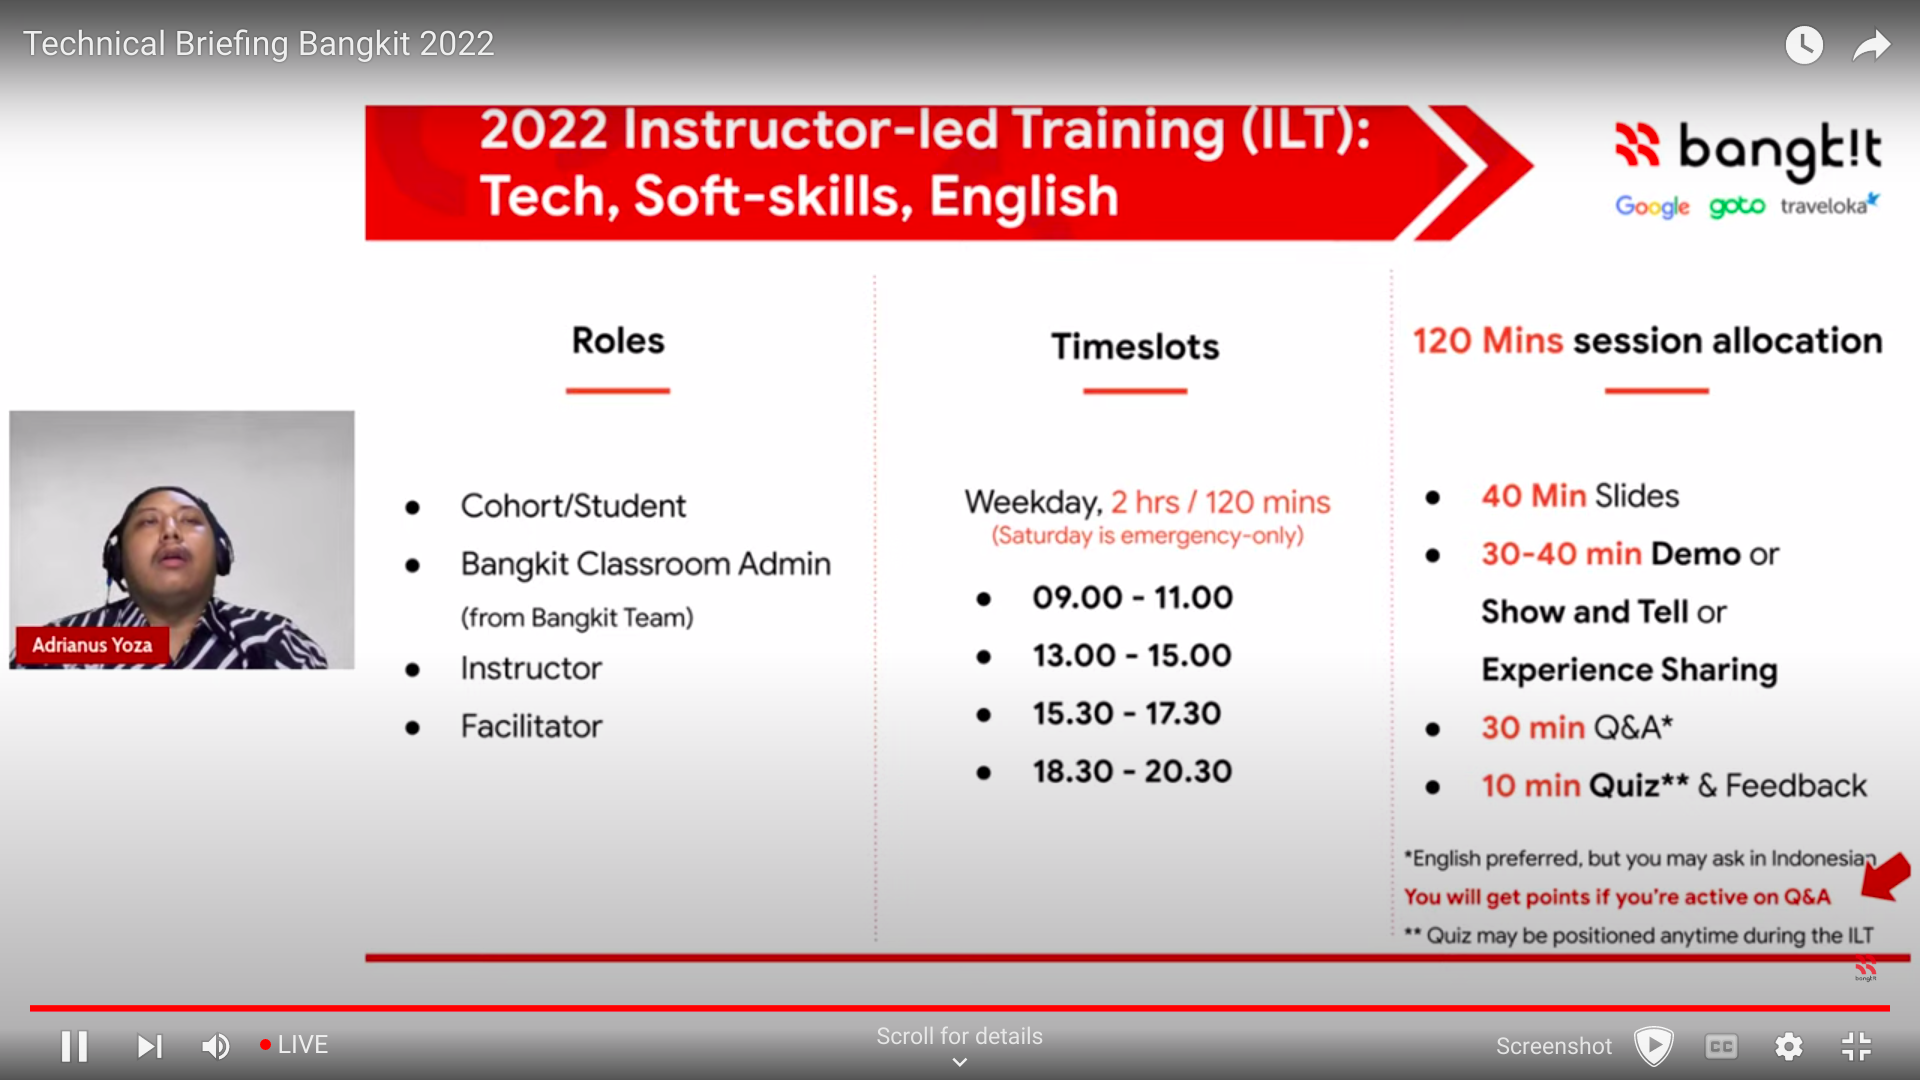 Technical Briefing Bangkit 2022
2022 Instructor-led Training (ILT):
Tech, Soft-skills, English
bangk!t
Google goto traveloka
Roles
● Cohort/Student
● Bangkit Classroom Admin
(from Bangkit Team)
● Instructor
● Facilitator
Timeslots
Weekday, 2 hrs / 120 mins
(Saturday is emergency-only)
● 09.00 - 11.00
● 13.00 - 15.00
● 15.30 - 17.30
● 18.30 - 20.30
120 Mins session allocation
● 40 Min Slides
● 30-40 min Demo or
Show and Tell or
Experience Sharing
● 30 min Q&A*
● 10 min Quiz** & Feedback
*English preferred, but you may ask in Indonesian
You will get points if you're active on Q&A
** Quiz may be positioned anytime during the ILT
Adrianus Yoza
bangk!t
LIVE
Scroll for details
Screenshot
CC